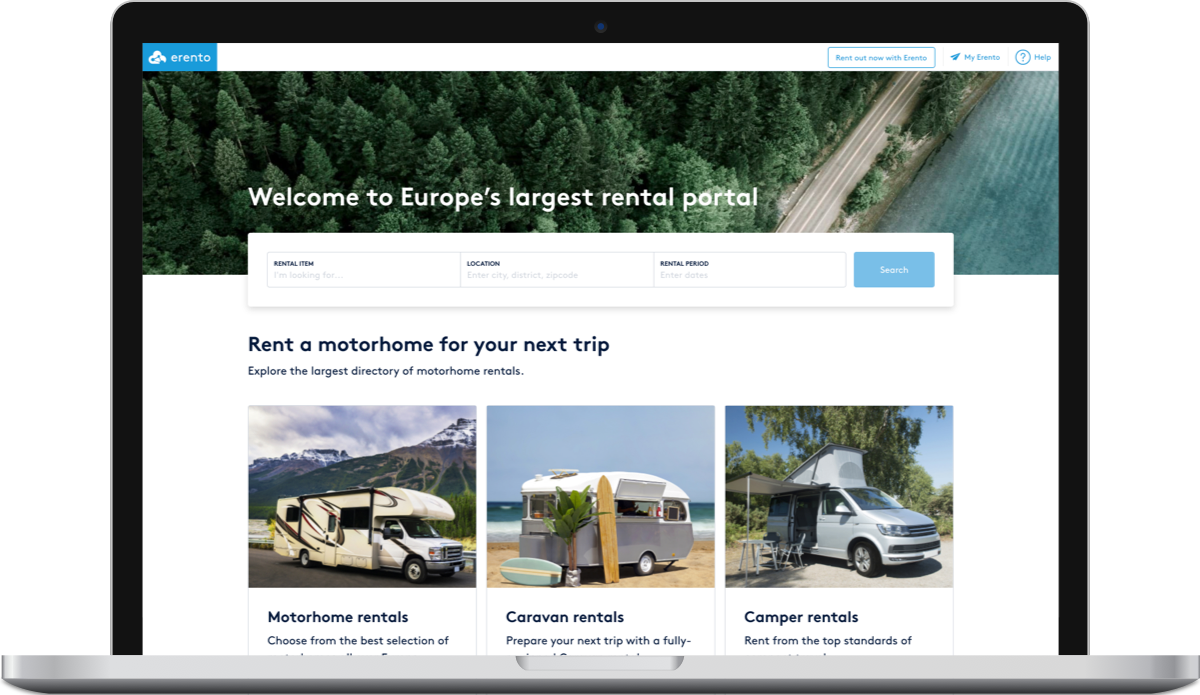 erento
Rent out now with Erento
My Erento
? Help
Welcome to Europe's largest rental portal
RENTAL ITEM
I'm looking for...
LOCATION
Enter city, district, zipcode
RENTAL PERIOD
Enter dates
Search
Rent a motorhome for your next trip
Explore the largest directory of motorhome rentals.
Motorhome rentals
Choose from the best selection of
Caravan rentals
Prepare your next trip with a fully-
Camper rentals
Rent from the top standards of